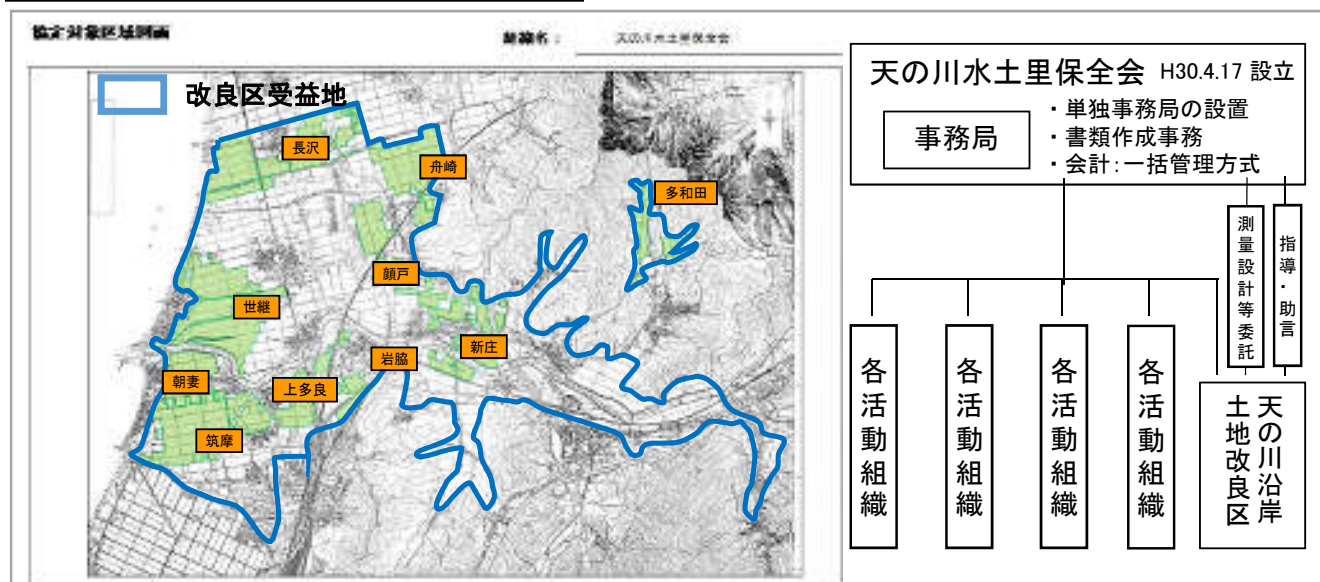 協定対象区域図面
組織名：
天の川水土里保全会
改良区受益地
長沢
舟崎
多和田
顔戸
世継
新庄
岩脇
朝妻
上多良
筑摩
天の川水土里保全会 H30.4.17 設立
事務局
・単独事務局の設置
・書類作成事務
・会計：一括管理方式
測量設計等委託
指導・助言
各活動組織
各活動組織
各活動組織
各活動組織
天の川沿岸
土地改良区